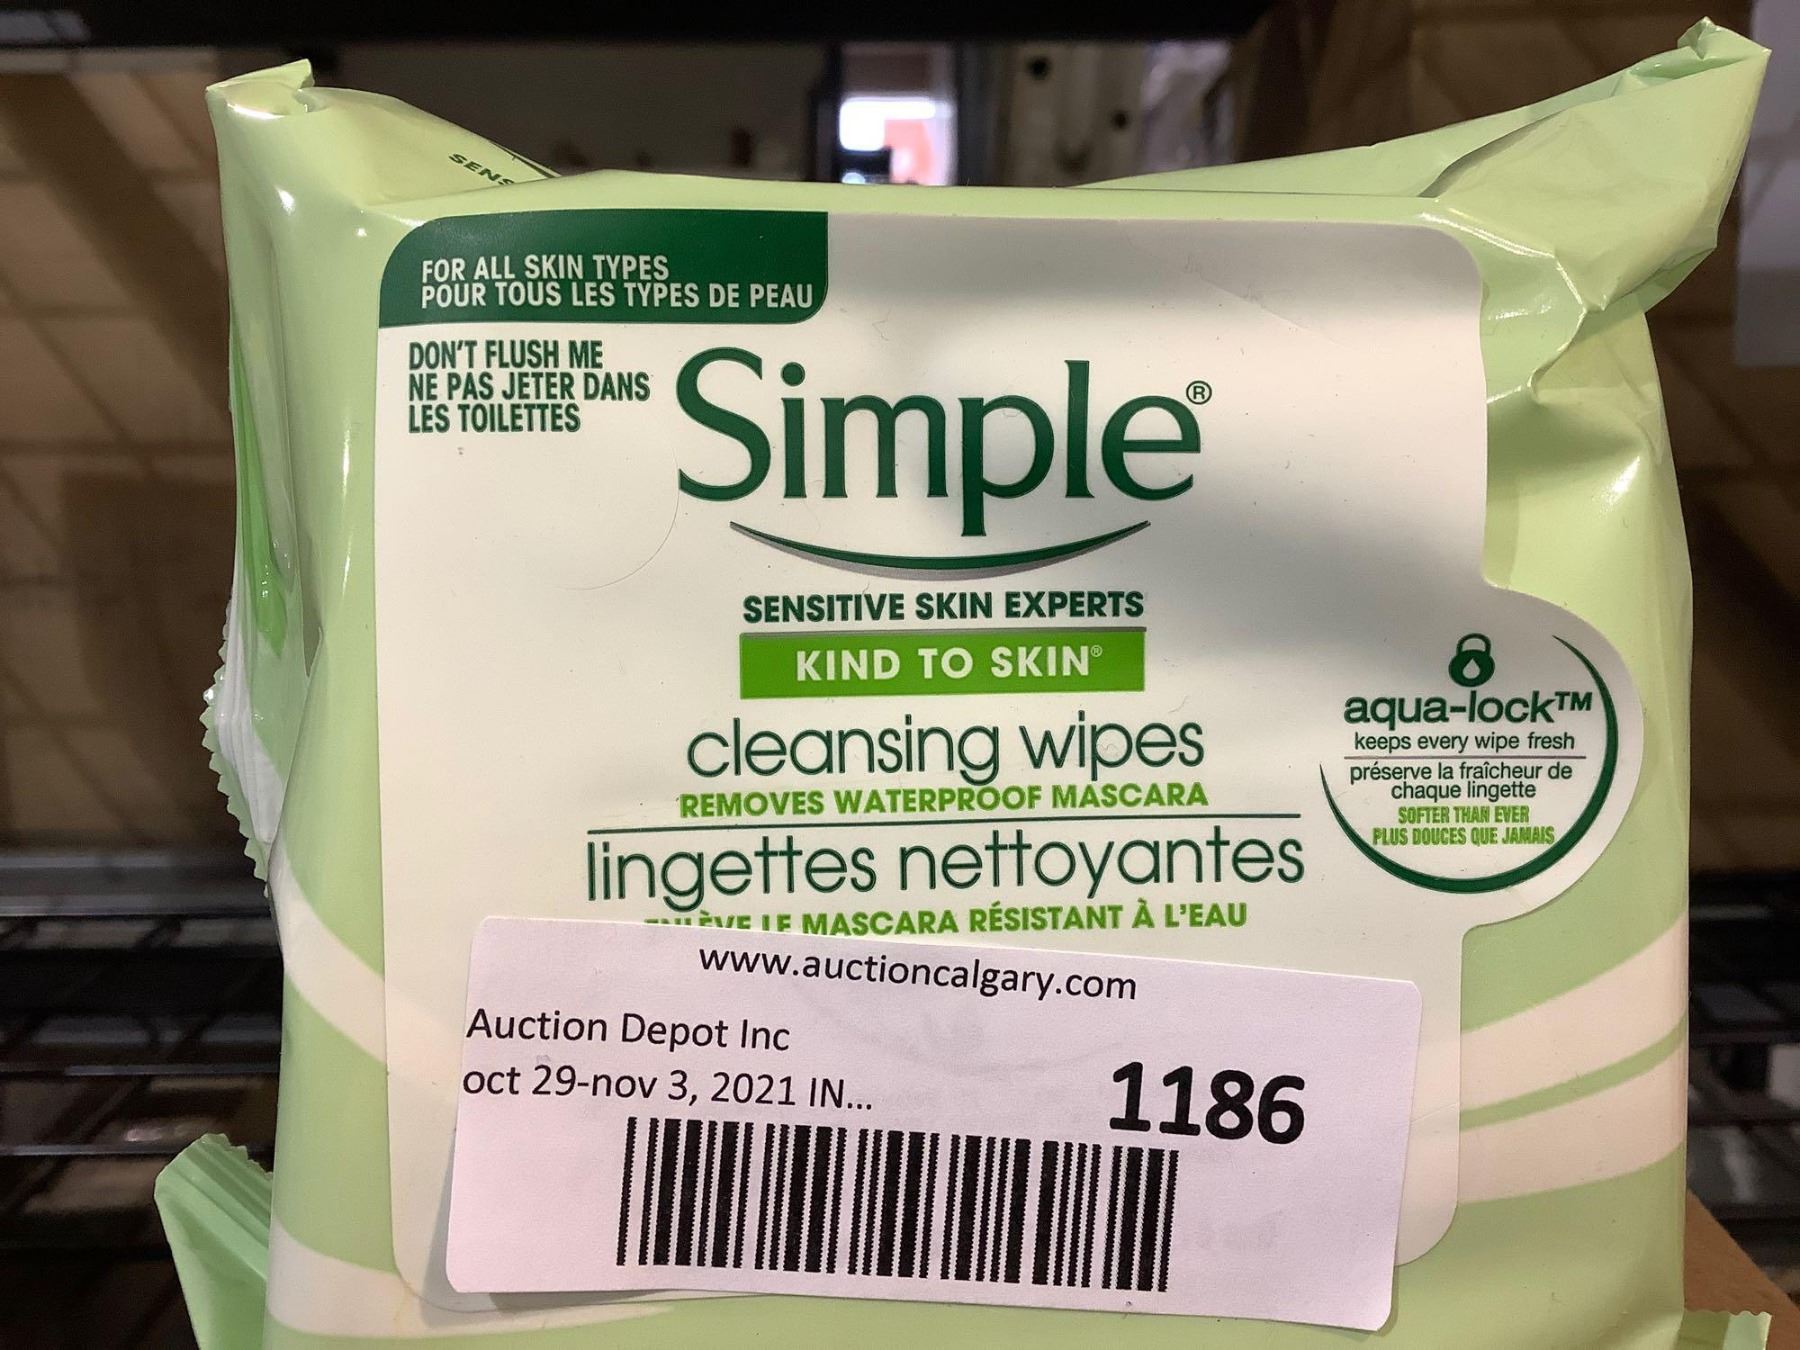 SENS
FOR ALL SKIN TYPES
POUR TOUS LES TYPES DE PEAU
DON'T FLUSH ME
NE PAS JETER DANS
LES TOILETTES
Simple®
SENSITIVE SKIN EXPERTS
KIND TO SKIN®
cleansing wipes
REMOVES WATERPROOF MASCARA
lingettes nettoyantes
LE MASCARA RÉSISTANT À L'EAU
aqua-lock™
keeps every wipe fresh
préserve la fraîcheur de
chaque lingette
SOFTER THAN EVER
PLUS DOUCES QUE JAMAIS
www.auctioncalgary.com
Auction Depot Inc
oct 29-nov 3, 2021 IN...
1186